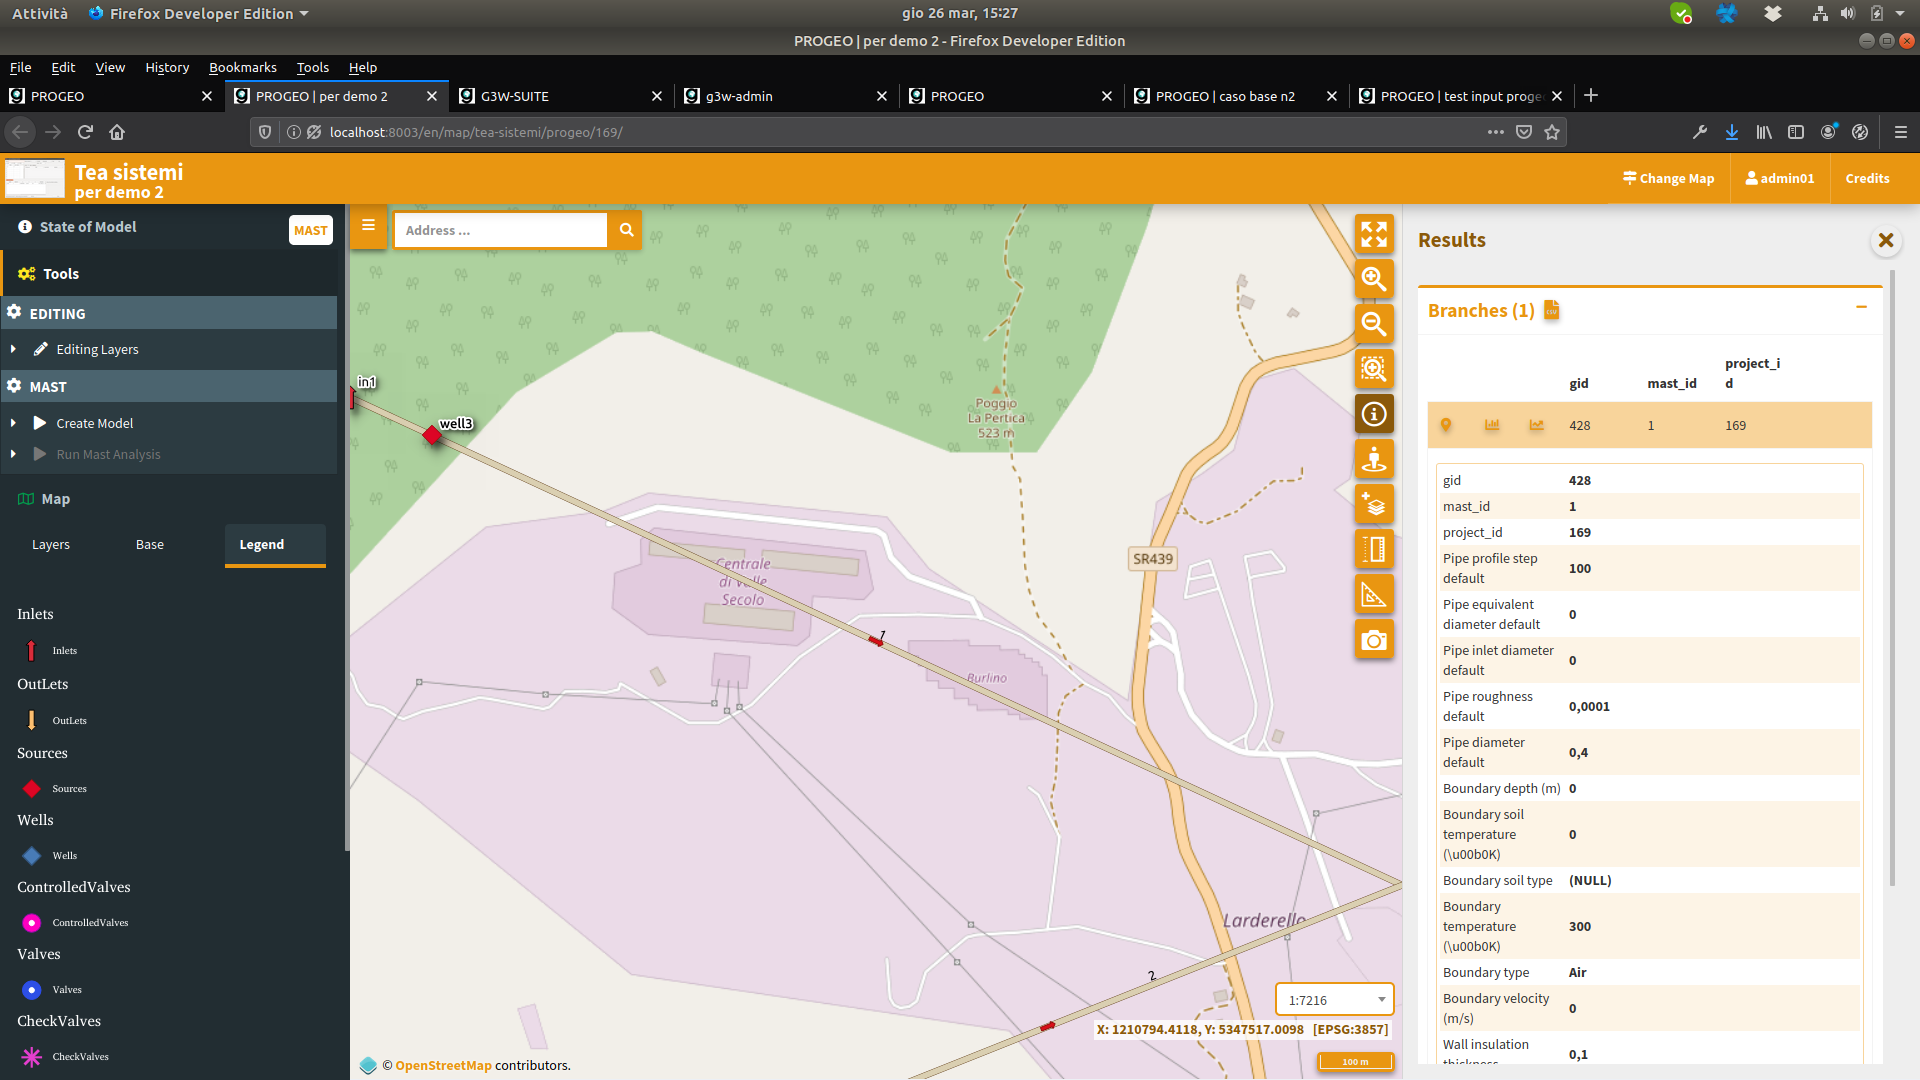 Attività
Firefox Developer Edition
gio 26 mar, 15:27
PROGEO | per demo 2 - Firefox Developer Edition
File Edit View History Bookmarks Tools Help
PROGEO
PROGEO | per demo 2
G3W-SUITE
g3w-admin
PROGEO
PROGEO | caso base n2
PROGEO | test input proge
localhost:8003/en/map/tea-sistemi/progeo/169/
Tea sistemi
per demo 2
Change Map
admin01
Credits
State of Model
MAST
Tools
EDITING
Editing Layers
MAST
Create Model
Run Mast Analysis
Map
Layers
Base
Legend
Inlets
Inlets
OutLets
OutLets
Sources
Sources
Wells
Wells
ControlledValves
ControlledValves
Valves
Valves
CheckValves
CheckValves
Address ...
in1
well3
Poggio
La Pertica
523 m
Centrale
di Valle
Secolo
1
Burlino
SR439
Larderello
2
1:7216
X: 1210794.4118, Y: 5347517.0098 [EPSG:3857]
100 m
© OpenStreetMap contributors.
Results
Branches (1)
CSV
gid mast_id project_i
d
428 1 169
gid 428
mast_id 1
project_id 169
Pipe profile step
default 100
Pipe equivalent
diameter default 0
Pipe inlet diameter
default 0
Pipe roughness
default 0,0001
Pipe diameter
default 0,4
Boundary depth (m) 0
Boundary soil
temperature 0
(\u00b0K)
Boundary soil type (NULL)
Boundary
temperature 300
(\u00b0K)
Boundary type Air
Boundary velocity
(m/s) 0
Wall insulation
thickness 0,1